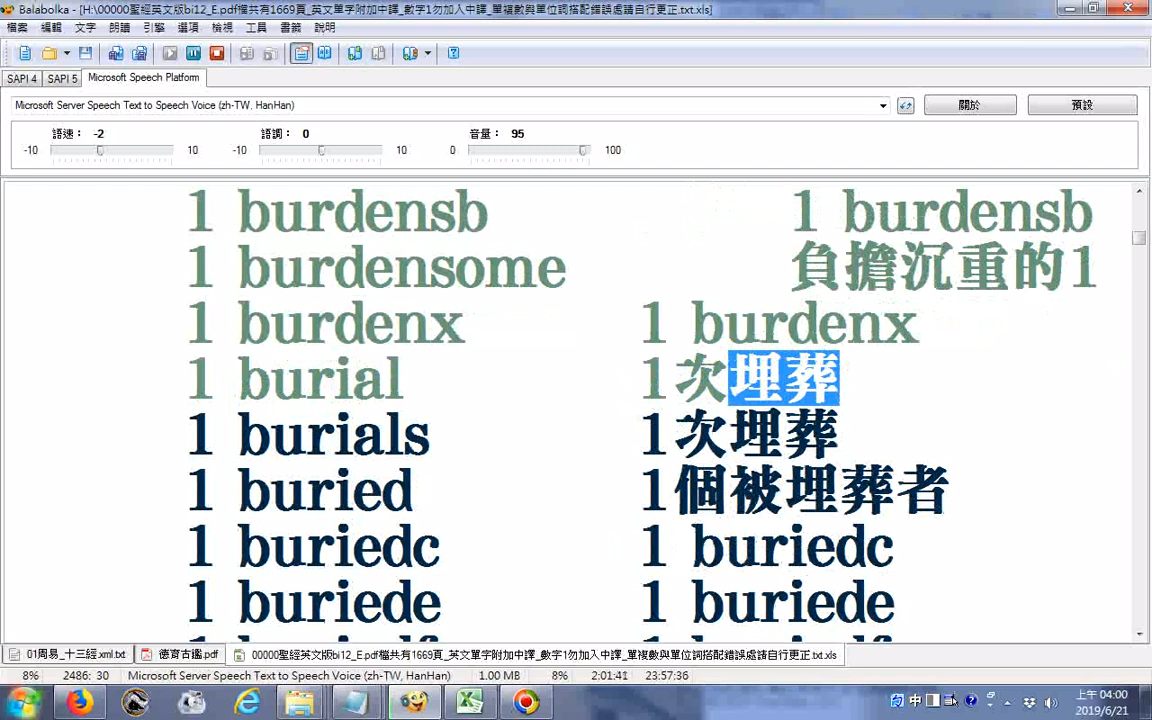 Balabolka - [H:\00000聖經英文版bi12_E.pdf檔共有1669頁_英文單字附加中譯_數字1勿加入中譯_單複數與單位詞搭配錯誤處請自行更正.txt.xls]
檔案 編輯 文字 朗讀 引擎 選項 檢視 工具 書籤 說明
SAPI 4 SAPI 5 Microsoft Speech Platform
Microsoft Server Speech Text to Speech Voice (zh-TW, HanHan) 關於 預設
語速： -2 語調： 0 音量： 95
-10 10 -10 10 0 100
1 burdensb 1 burdensb
1 burdensome 負擔沉重的1
1 burdenx 1 burdenx
1 burial 1次埋葬
1 burials 1次埋葬
1 buried 1個被埋葬者
1 buriedc 1 buriedc
1 buriede 1 buriede
01周易_十三經.xml.txt 德育古鑑.pdf 00000聖經英文版bi12_E.pdf檔共有1669頁_英文單字附加中譯_數字1勿加入中譯_單複數與單位詞搭配錯誤處請自行更正.txt.xls
8% 2486: 30 Microsoft Server Speech Text to Speech Voice (zh-TW, HanHan) 1.00 MB 8% 2:01:41 23:57:36
中 上午 04:00
2019/6/21